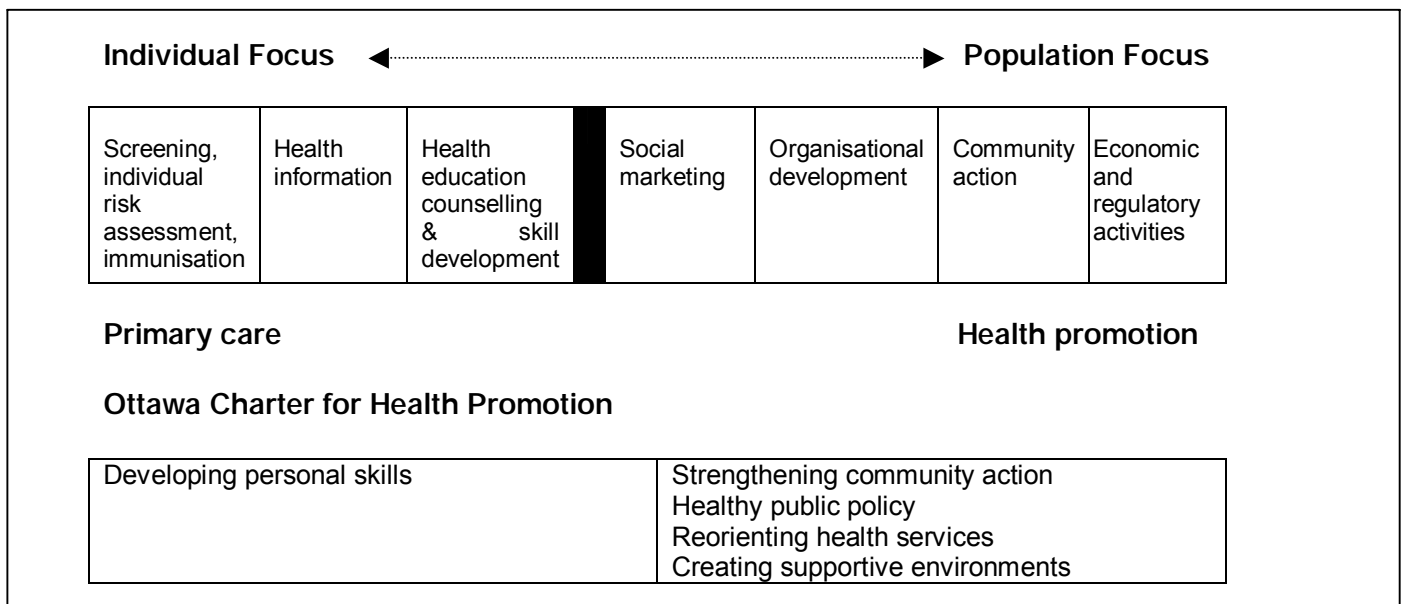 Individual Focus Population Focus
Screening,
individual
risk
assessment,
immunisation
Health
information
Health
education
counselling
& skill
development
Social
marketing
Organisational
development
Community
action
Economic
and
regulatory
activities
Primary care Health promotion
Ottawa Charter for Health Promotion
Developing personal skills
Strengthening community action
Healthy public policy
Reorienting health services
Creating supportive environments